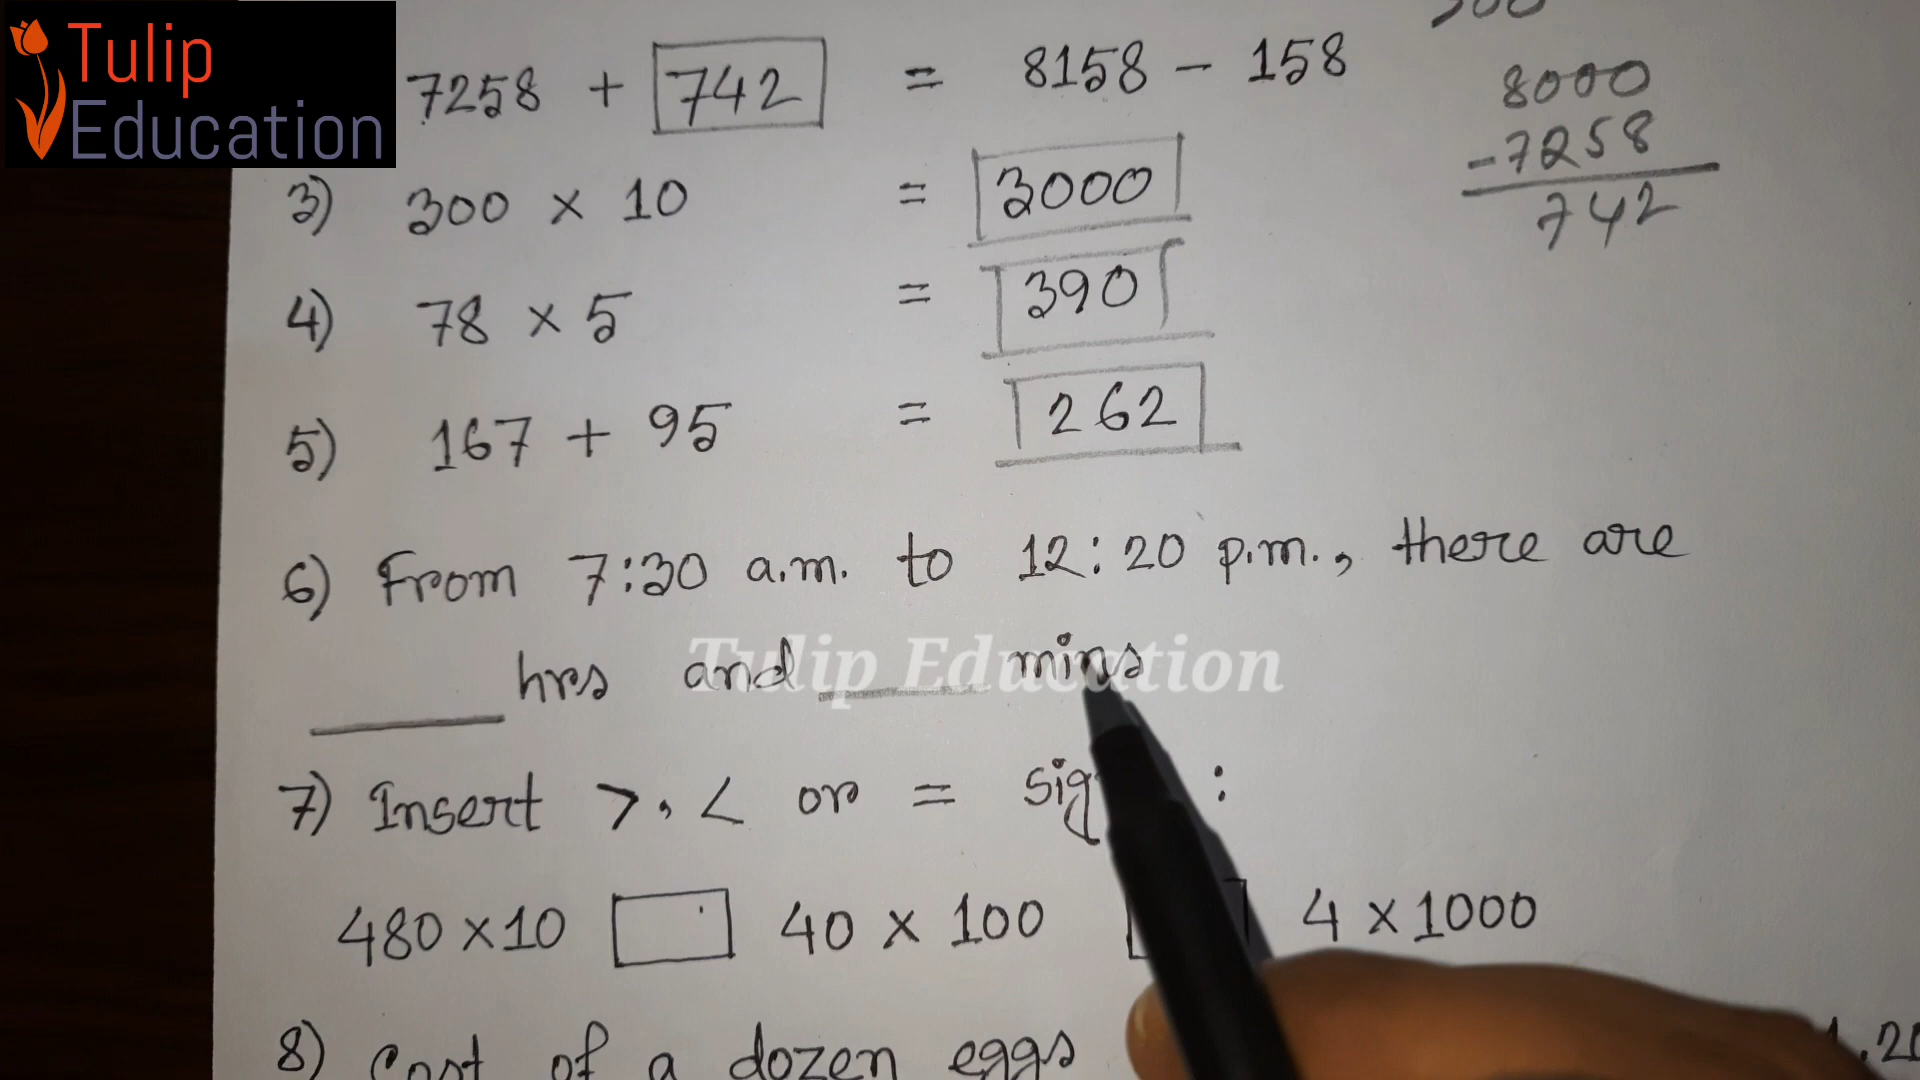 Tulip
Education
7258 + 742 = 8158 - 158
8000
-7258
742
3) 300 x 10 = 3000
4) 78 x 5 = 390
5) 167 + 95 = 262
6) From 7:30 a.m. to 12:20 p.m., there are
____ hrs and ____ mins
Tulip Education
7) Insert >, < or = :
480 x 10 □ 40 x 100 □ 4 x 1000
8) Cost of a dozen eggs